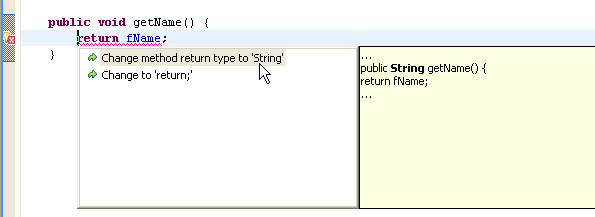 public void getName() {
return fName;
}
Change method return type to 'String'
Change to 'return;'
...
public String getName() {
return fName;
...